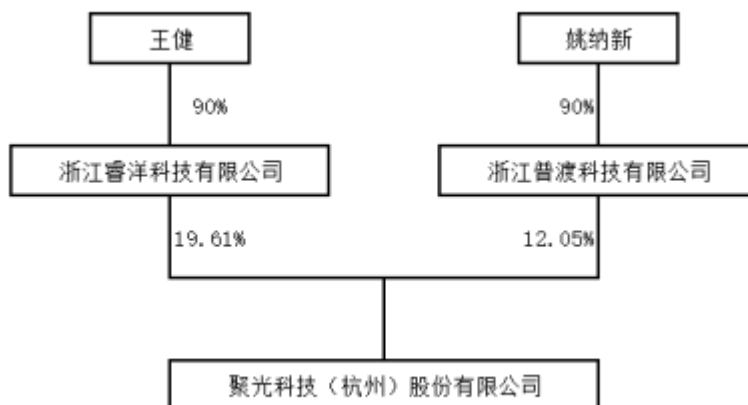 王健
姚纳新
90%
90%
浙江睿洋科技有限公司
浙江普渡科技有限公司
19.61%
12.05%
聚光科技（杭州）股份有限公司